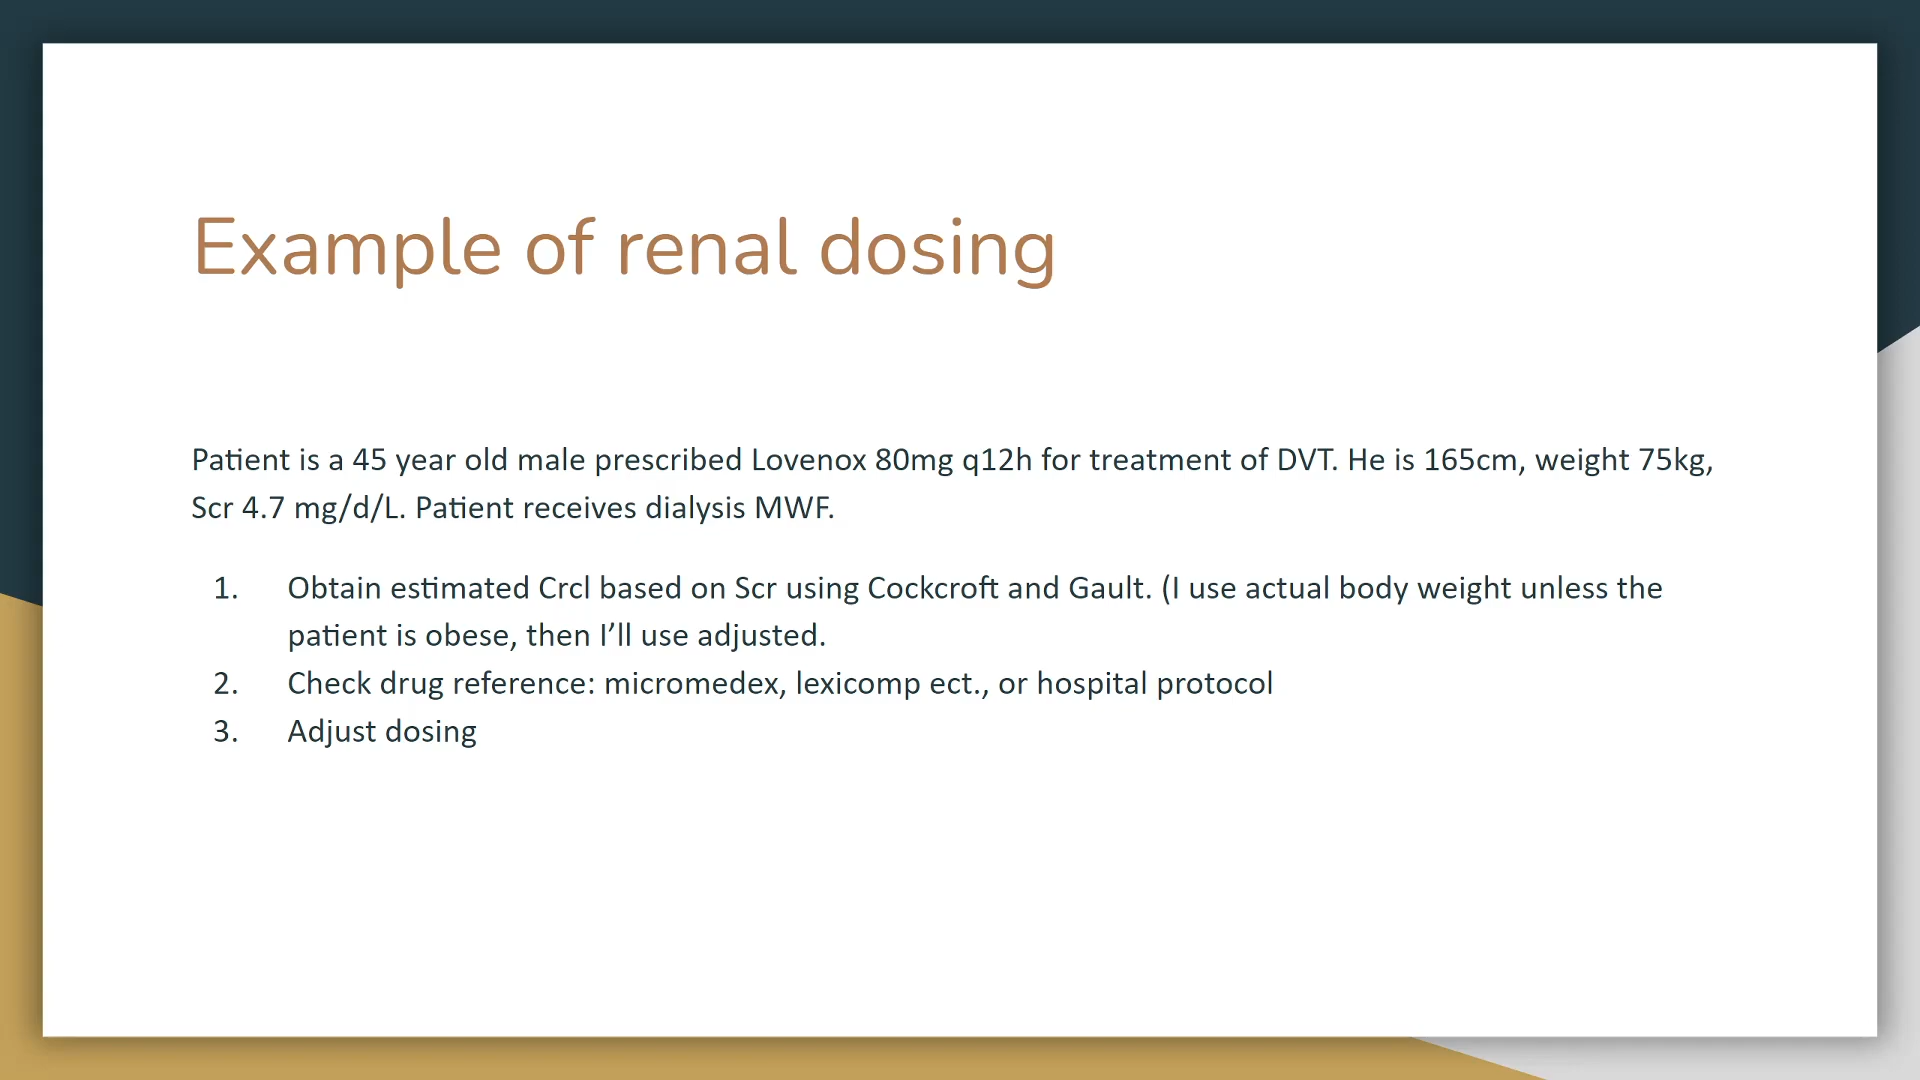 Example of renal dosing
Patient is a 45 year old male prescribed Lovenox 80mg q12h for treatment of DVT. He is 165cm, weight 75kg,
Scr 4.7 mg/d/L. Patient receives dialysis MWF.
1. Obtain estimated Crcl based on Scr using Cockcroft and Gault. (I use actual body weight unless the
patient is obese, then I’ll use adjusted.
2. Check drug reference: micromedex, lexicomp ect., or hospital protocol
3. Adjust dosing